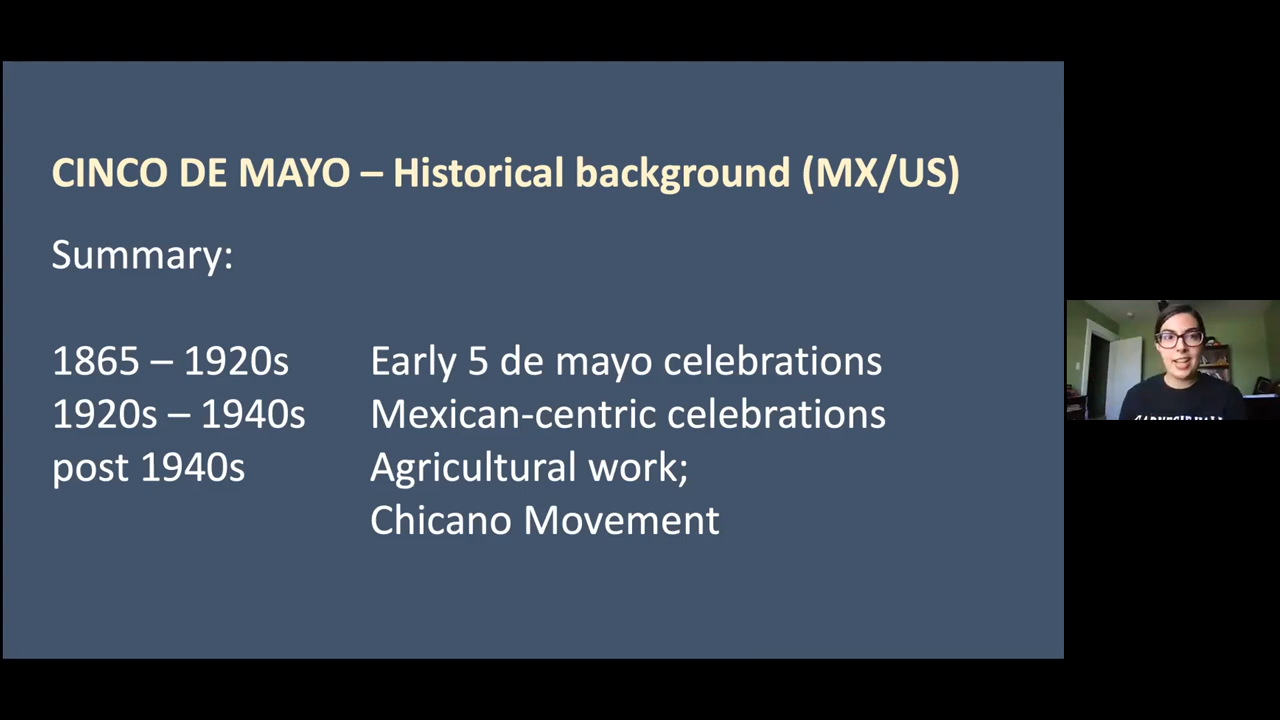 CINCO DE MAYO – Historical background (MX/US)
Summary:
1865 – 1920s Early 5 de mayo celebrations
1920s – 1940s Mexican-centric celebrations
post 1940s Agricultural work;
Chicano Movement